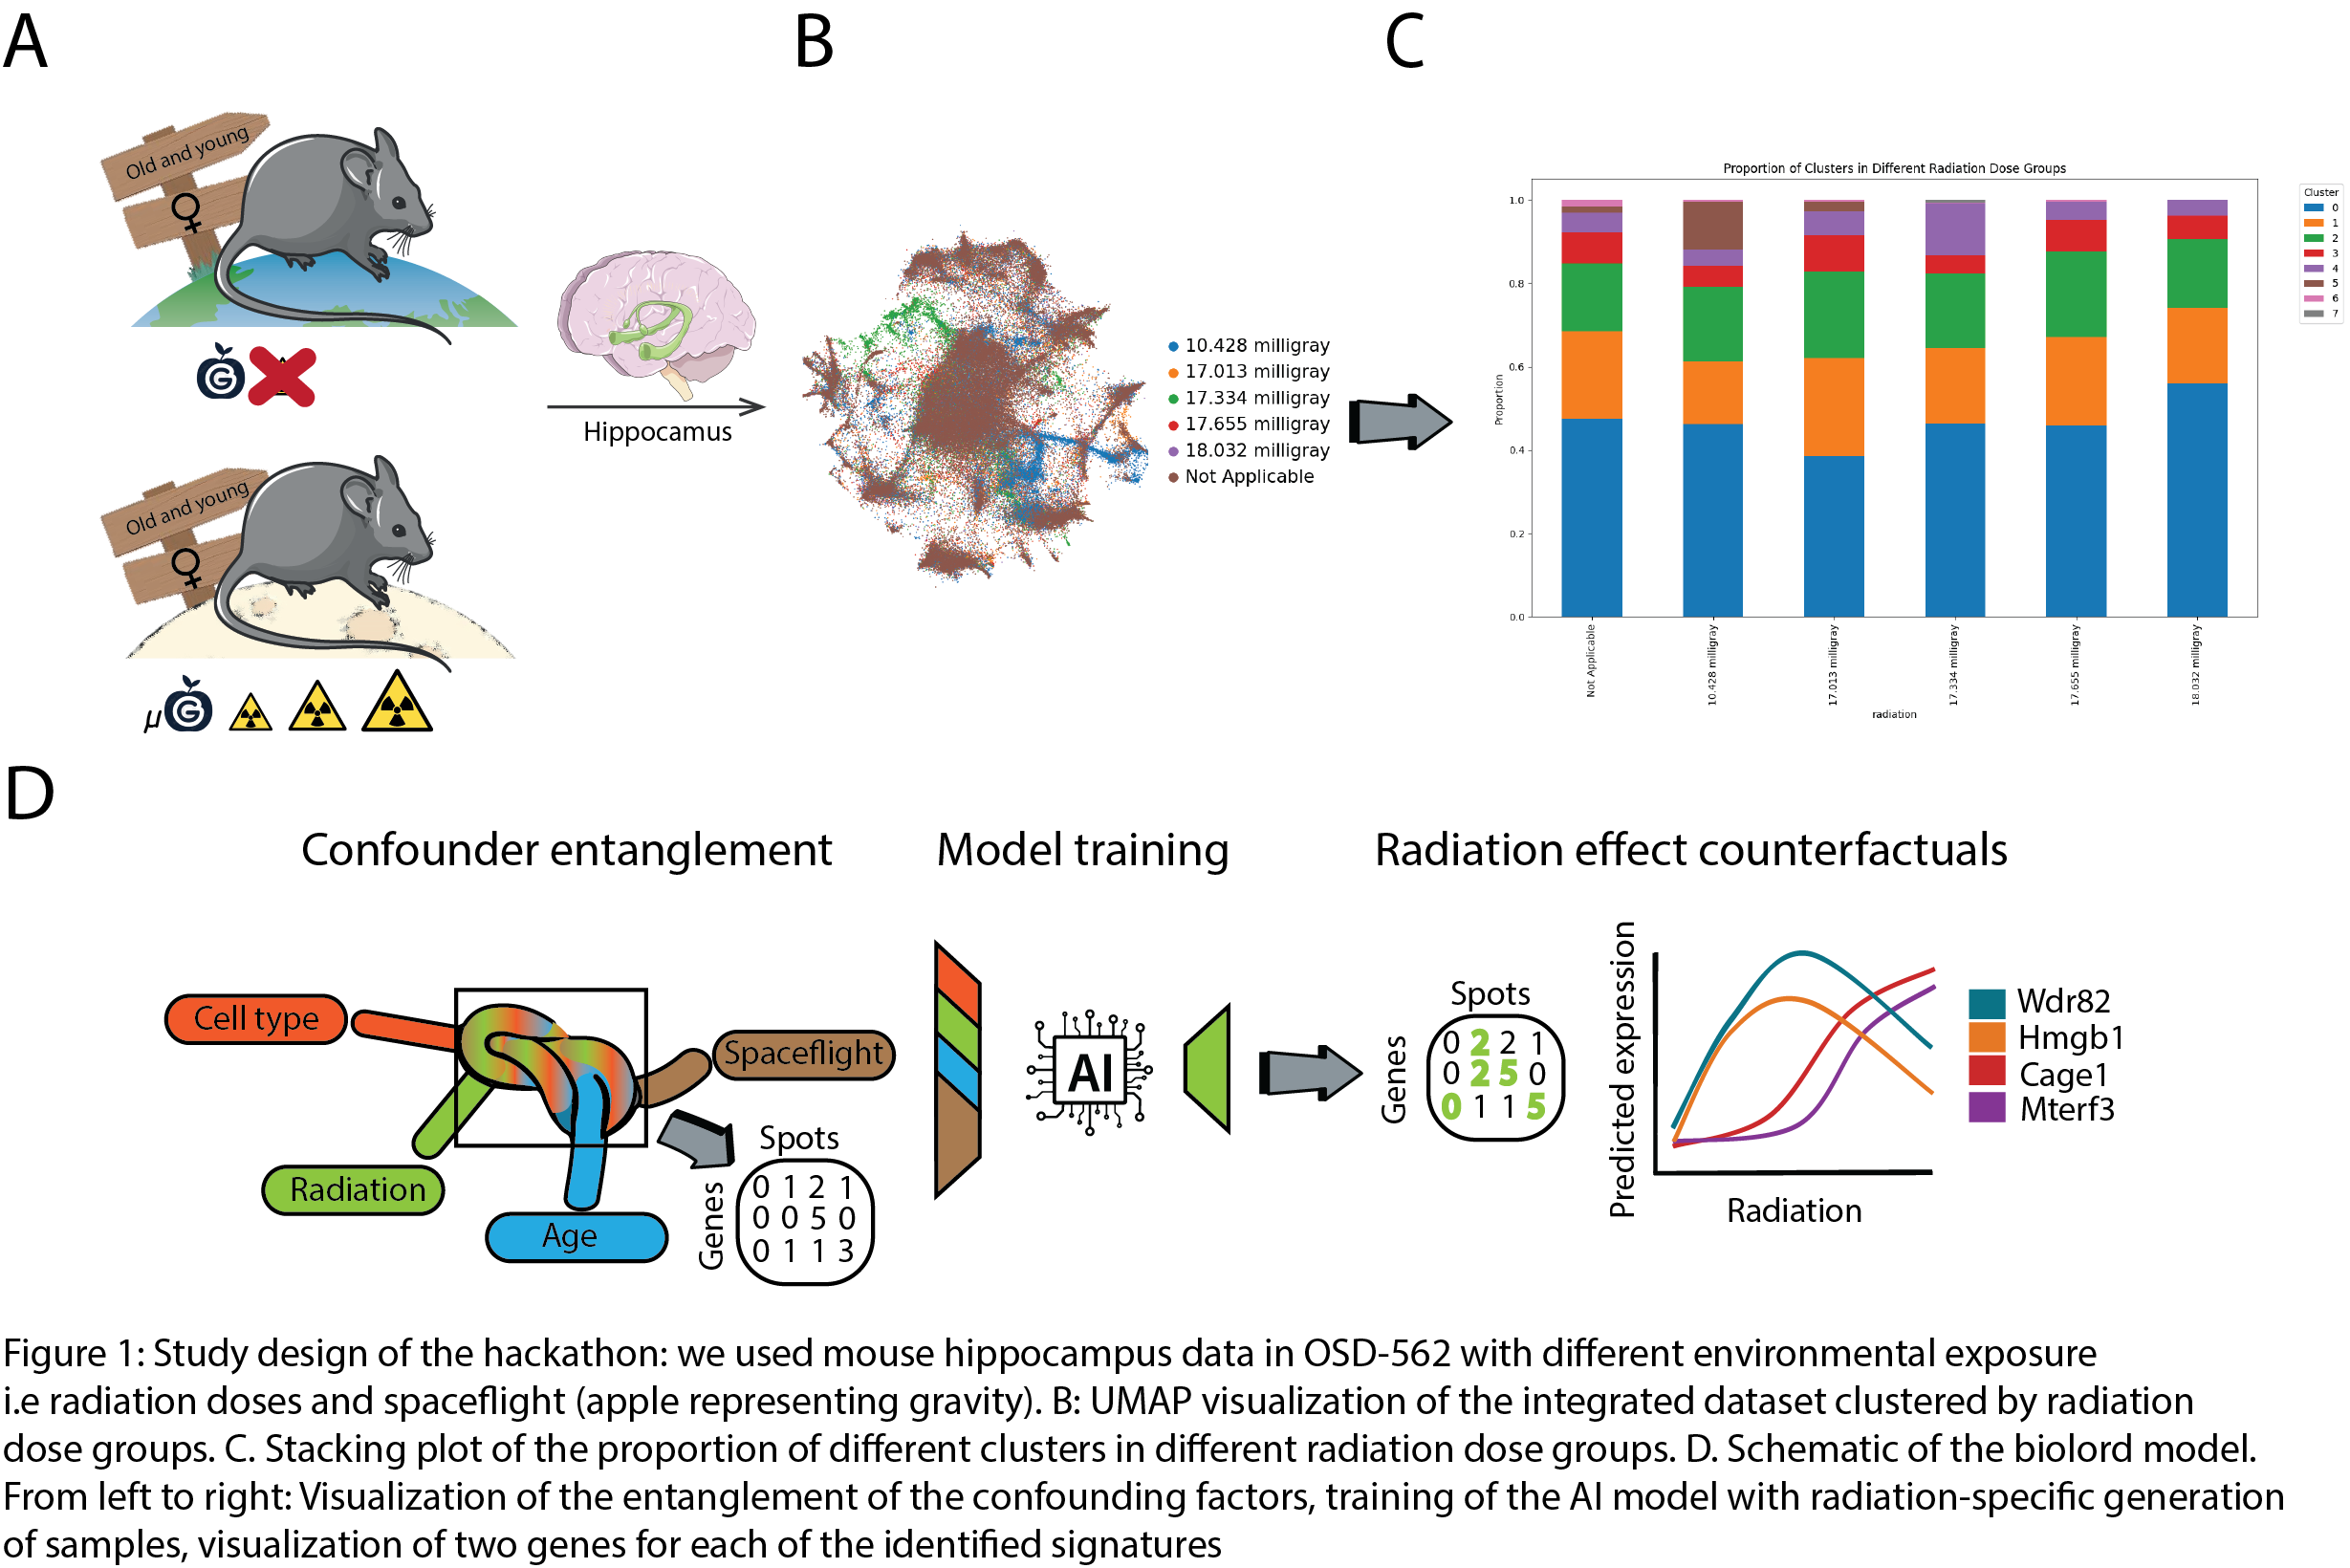 A
B
C
Old and young
♀
G
Hippocamus
Old and young
♀
μ G
10.428 milligray
17.013 milligray
17.334 milligray
17.655 milligray
18.032 milligray
Not Applicable
Proportion of Clusters in Different Radiation Dose Groups
Proportion
1.0
0.8
0.6
0.4
0.2
0.0
Not Applicable
10.428 milligray
17.013 milligray
17.334 milligray
17.655 milligray
18.032 milligray
radiation
Cluster
0
1
2
3
4
5
6
7
D
Confounder entanglement
Model training
Radiation effect counterfactuals
Cell type
Spaceflight
Radiation
Age
Spots
Genes
0 1 2 1
0 0 5 0
0 1 1 3
AI
Spots
Genes
0 2 2 1
0 2 5 0
0 1 1 5
Predicted expression
Radiation
Wdr82
Hmgb1
Cage1
Mterf3
Figure 1: Study design of the hackathon: we used mouse hippocampus data in OSD-562 with different environmental exposure
i.e radiation doses and spaceflight (apple representing gravity). B: UMAP visualization of the integrated dataset clustered by radiation
dose groups. C. Stacking plot of the proportion of different clusters in different radiation dose groups. D. Schematic of the biolord model.
From left to right: Visualization of the entanglement of the confounding factors, training of the AI model with radiation-specific generation
of samples, visualization of two genes for each of the identified signatures